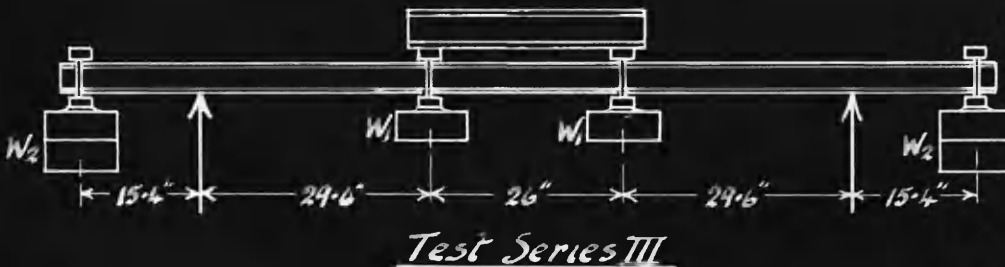 W₂ W₁ W₁ W₂
15·4" 29·6" 26" 29·6" 15·4"
Test Series III